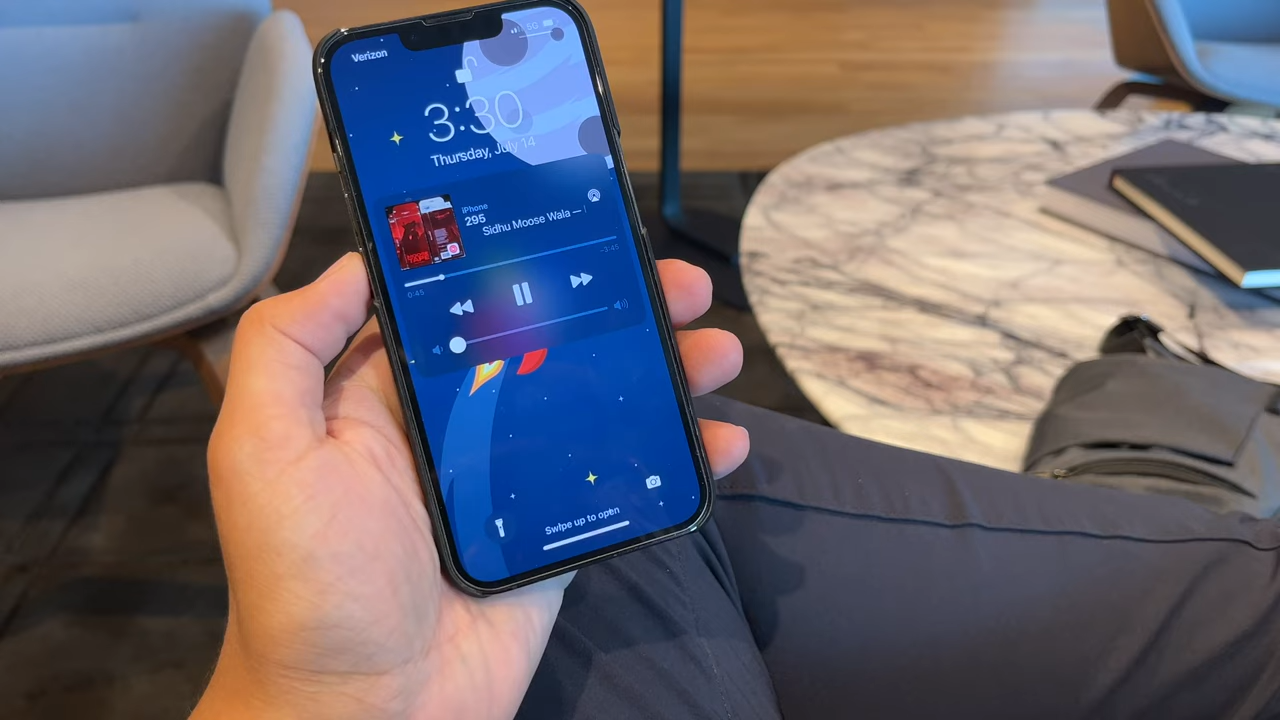 Verizon
5G
3:30
Thursday, July 14
iPhone
295
Sidhu Moose Wala —
0:45
-3:45
Swipe up to open